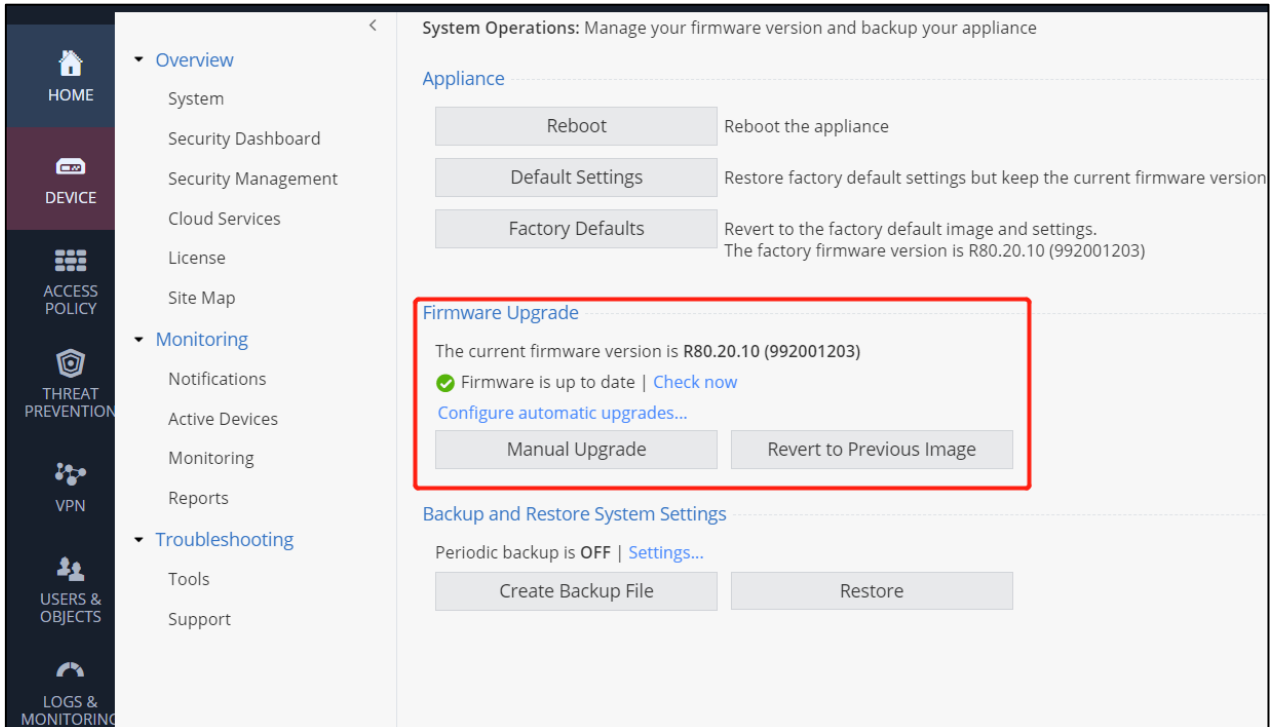 HOME
DEVICE
ACCESS
POLICY
THREAT
PREVENTION
VPN
USERS &
OBJECTS
LOGS &
MONITORING
Overview
System
Security Dashboard
Security Management
Cloud Services
License
Site Map
Monitoring
Notifications
Active Devices
Monitoring
Reports
Troubleshooting
Tools
Support
System Operations: Manage your firmware version and backup your appliance
Appliance
Reboot Reboot the appliance
Default Settings Restore factory default settings but keep the current firmware version
Factory Defaults Revert to the factory default image and settings.
The factory firmware version is R80.20.10 (992001203)
Firmware Upgrade
The current firmware version is R80.20.10 (992001203)
Firmware is up to date | Check now
Configure automatic upgrades...
Manual Upgrade Revert to Previous Image
Backup and Restore System Settings
Periodic backup is OFF | Settings...
Create Backup File Restore